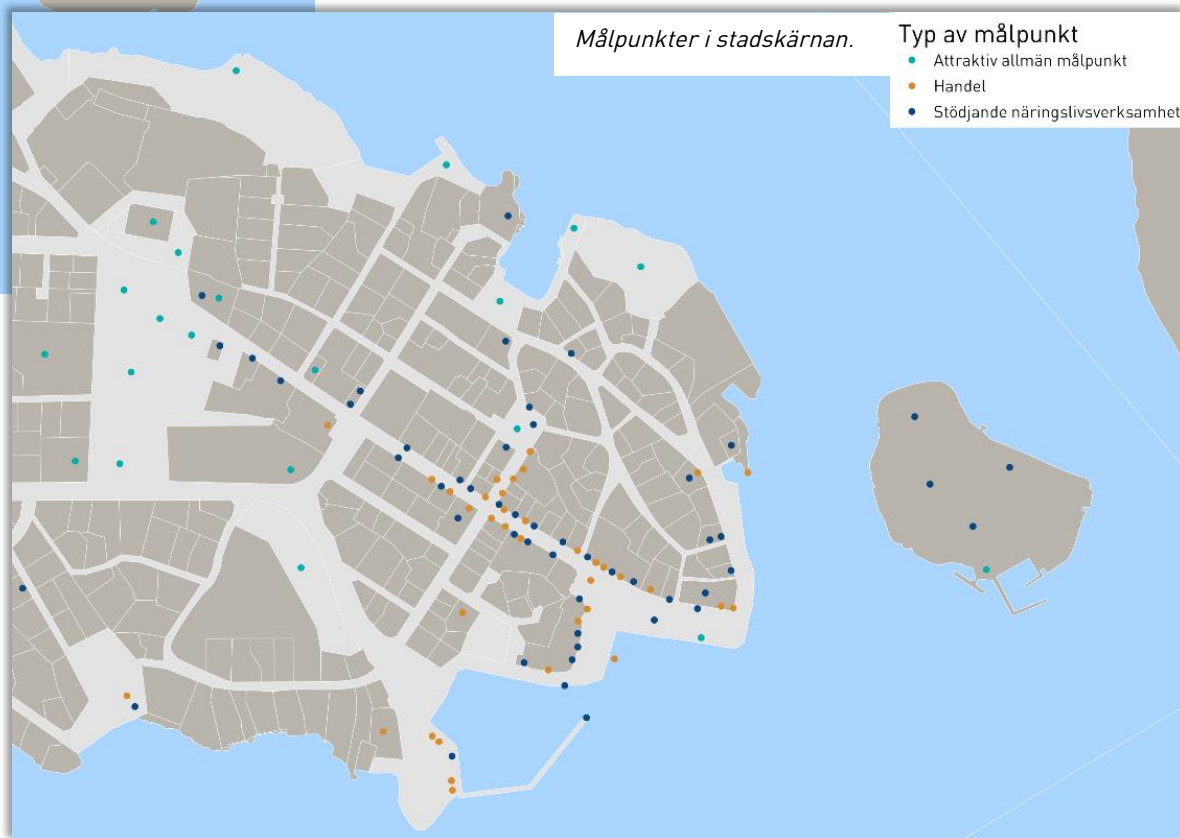 Målpunkter i stadskärnan.
Typ av målpunkt
Attraktiv allmän målpunkt
Handel
Stödjande näringslivsverksamhet